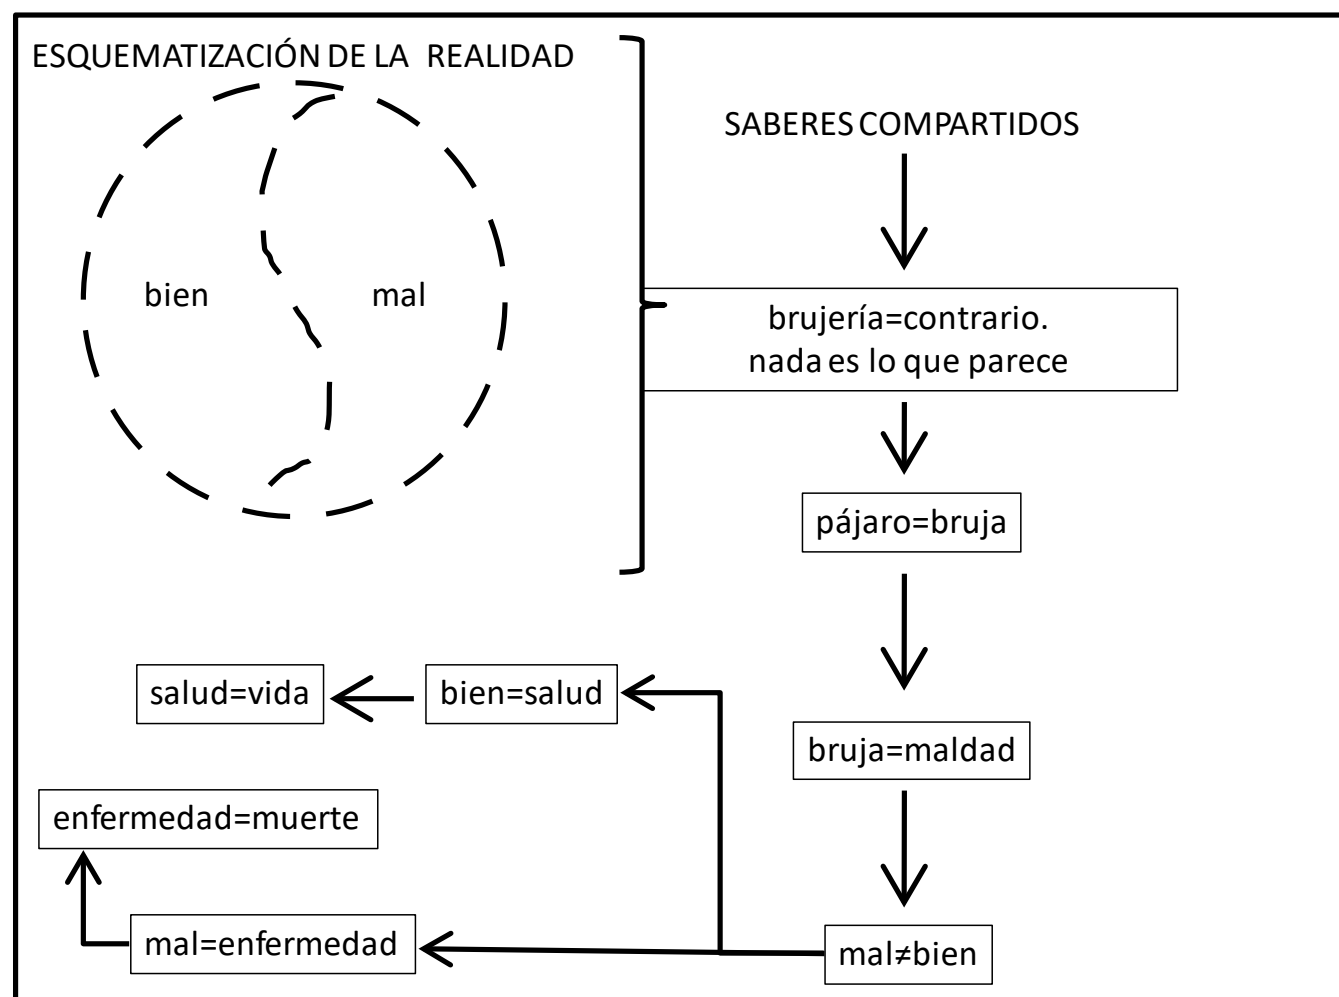 ESQUEMATIZACIÓN DE LA REALIDAD
SABERES COMPARTIDOS
bien
mal
brujería=contrario.
nada es lo que parece
pájaro=bruja
salud=vida
bien=salud
bruja=maldad
enfermedad=muerte
mal=enfermedad
mal≠bien